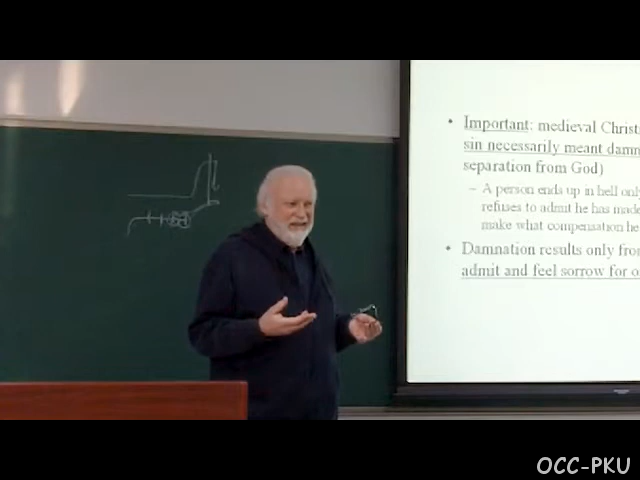 • Important: medieval Christ
sin necessarily meant damn
separation from God)
– A person ends up in hell only
refuses to admit he has made
make what compensation he
• Damnation results only from
admit and feel sorrow for o
OCC-PKU